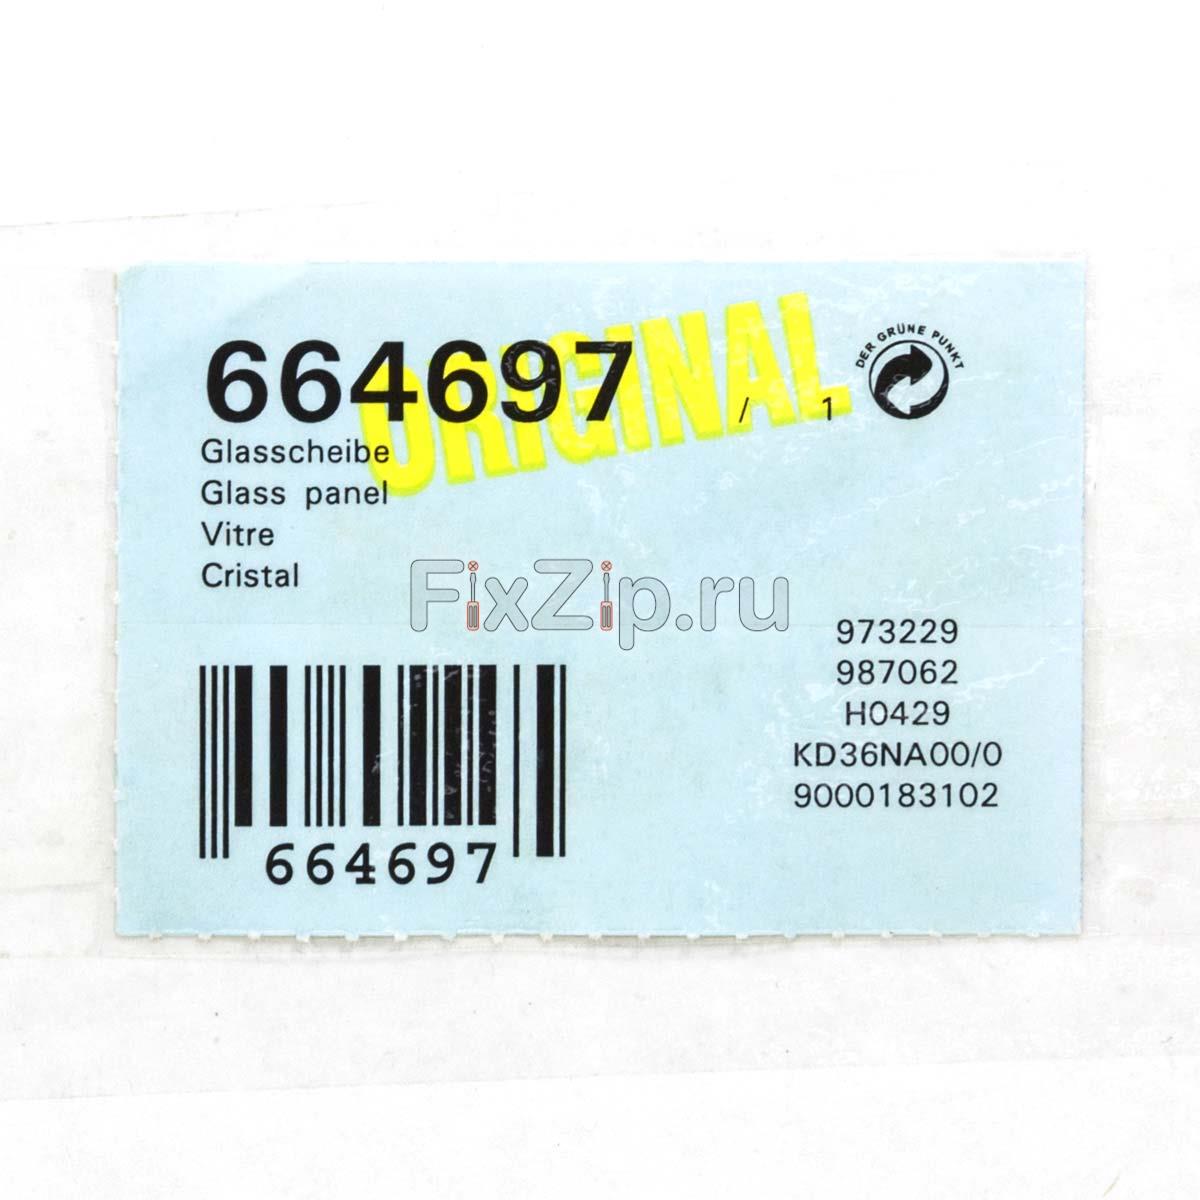 ORIGINAL
664697 / 1
DER GRÜNE PUNKT
Glasscheibe
Glass panel
Vitre
Cristal
FixZip.ru
973229
987062
H0429
KD36NA00/0
9000183102
664697